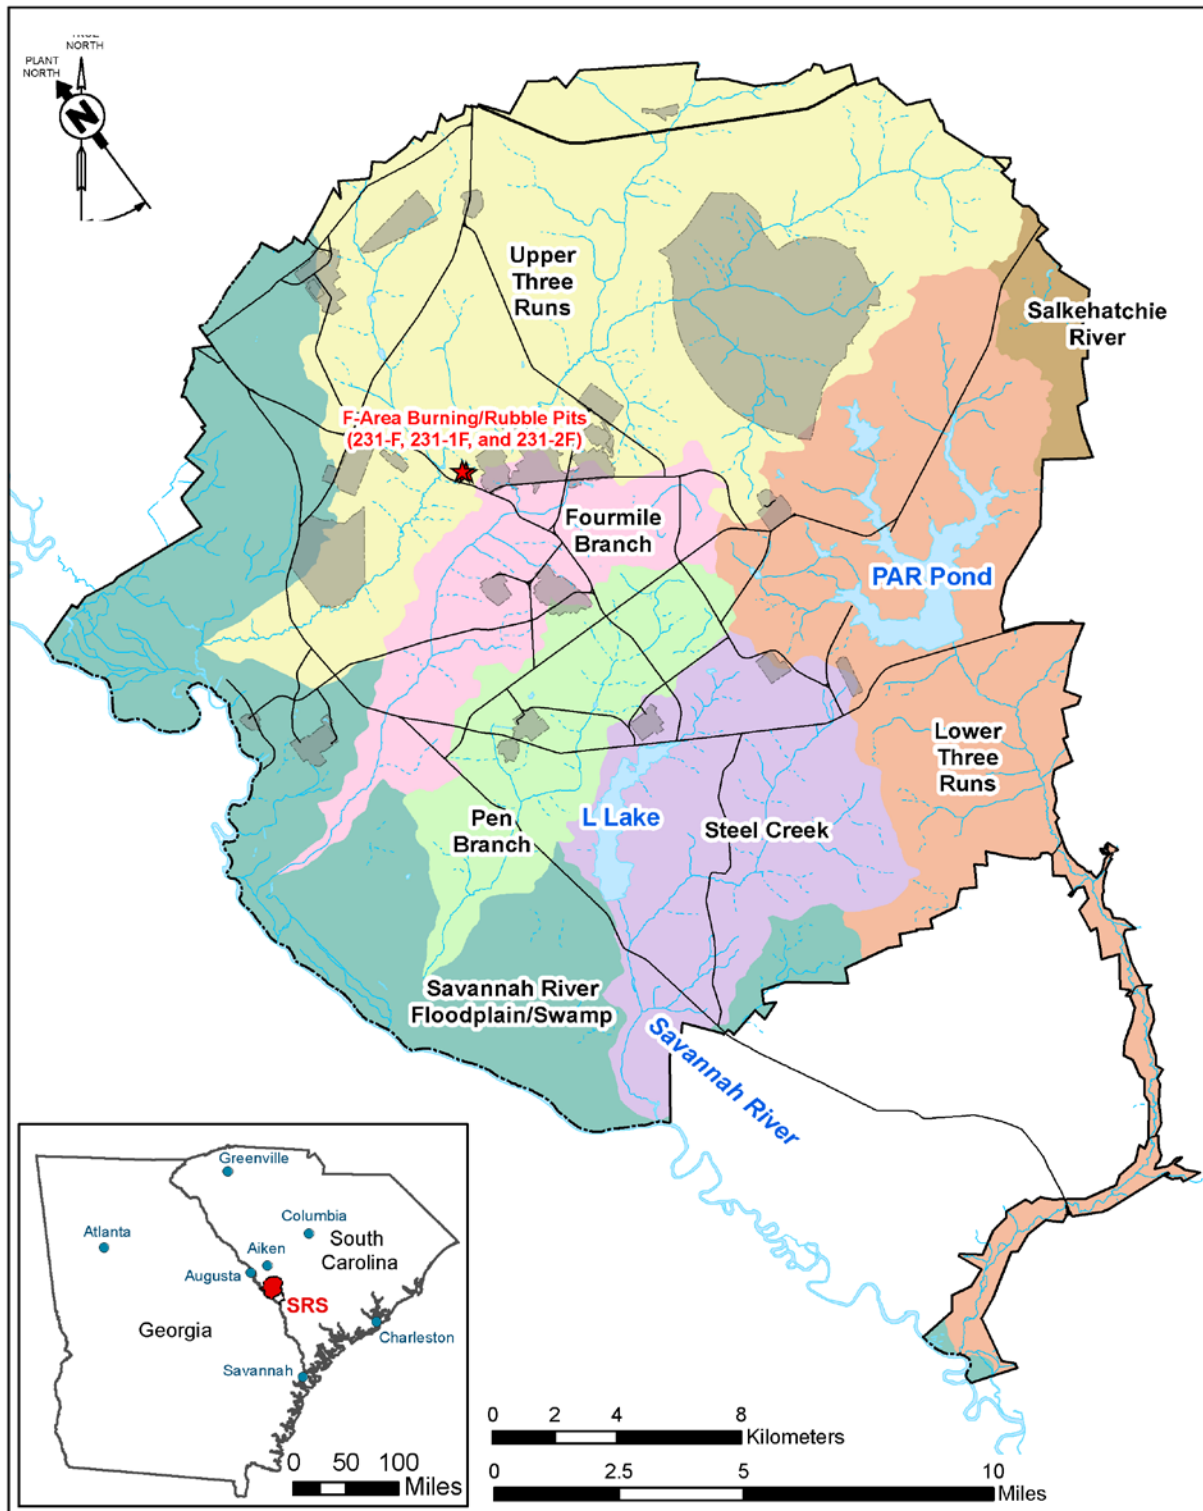 TRUE
NORTH
PLANT
NORTH
N
Upper
Three
Runs
Salkehatchie
River
F-Area Burning/Rubble Pits
(231-F, 231-1F, and 231-2F)
Fourmile
Branch
PAR Pond
Lower
Three
Runs
Pen
Branch
L Lake
Steel Creek
Savannah River
Floodplain/Swamp
Savannah River
Greenville
Columbia
Atlanta
South
Carolina
Aiken
Augusta
SRS
Georgia
Charleston
Savannah
0 50 100
Miles
0 2 4 8
Kilometers
0 2.5 5 10
Miles